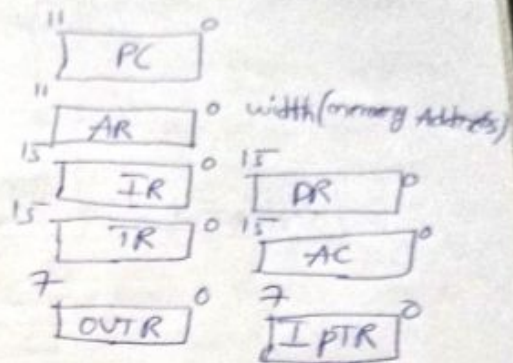 11 0
PC
11 0 width(memory Address)
AR
15 0 15 0
IR DR
15 0 15 0
TR AC
7 0 7 0
OUTR IpTR